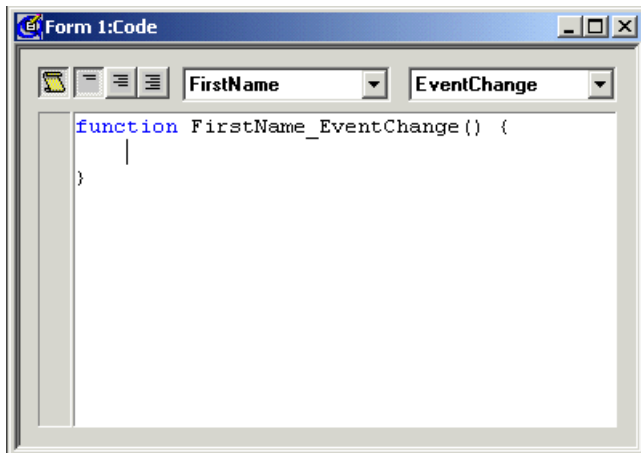 Form 1:Code
FirstName EventChange
function FirstName_EventChange() {
}